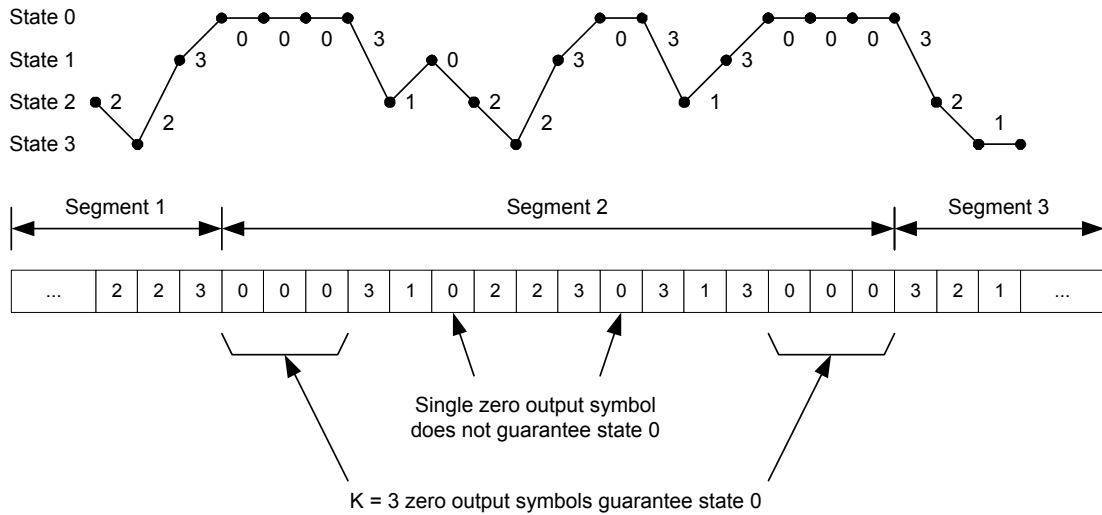 State 0
0 0 0 3 0 3 0 0 0 3
State 1
3 0 3 3
State 2
2 2 1 2 2 1 2 1
State 3
Segment 1 Segment 2 Segment 3
... 2 2 3 0 0 0 3 1 0 2 2 3 0 3 1 3 0 0 0 3 2 1 ...
Single zero output symbol
does not guarantee state 0
K = 3 zero output symbols guarantee state 0